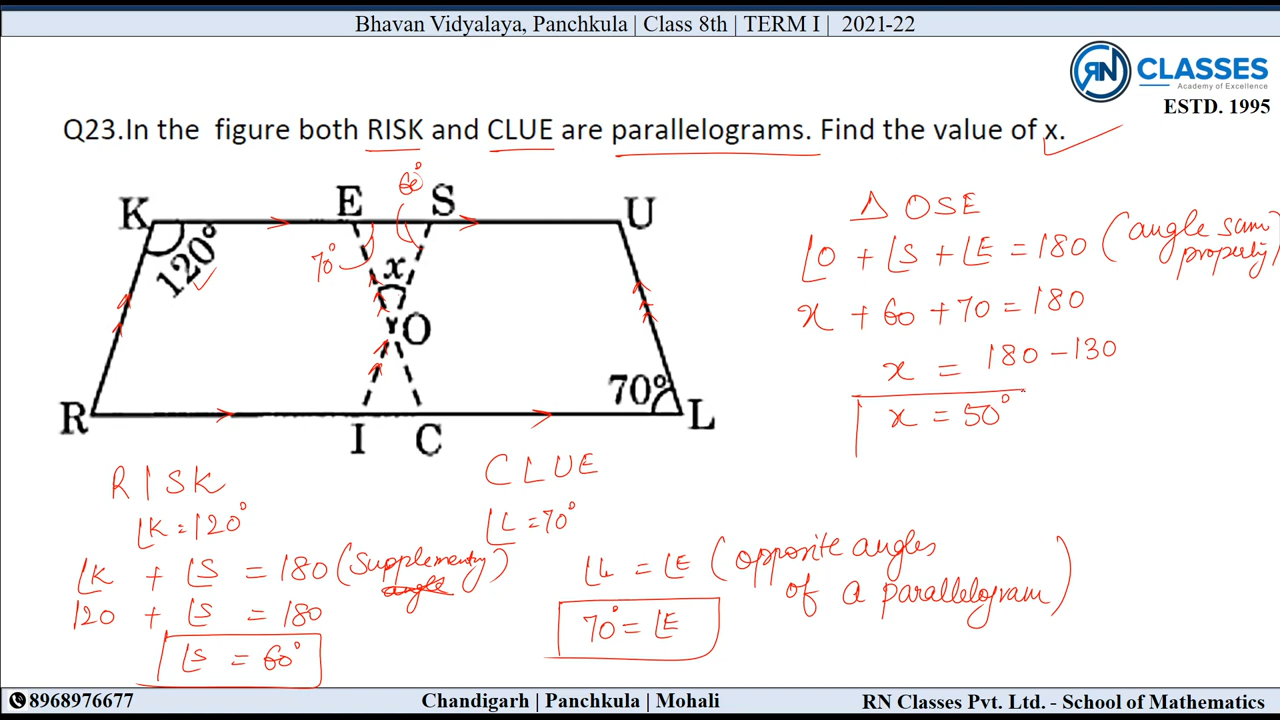 Bhavan Vidyalaya, Panchkula | Class 8th | TERM I | 2021-22
RN CLASSES
Academy of Excellence
ESTD. 1995
Q23.In the figure both RISK and CLUE are parallelograms. Find the value of x.
60°
K E S U
120°
70°
x
O
70°
R I C L
Δ OSE
∠O + ∠S + ∠E = 180 (angle sum property)
x + 60 + 70 = 180
x = 180 - 130
x = 50°
RISK
∠K = 120°
∠K + ∠S = 180 (Supplementry angle)
120 + ∠S = 180
∠S = 60°
CLUE
∠L = 70°
∠L = ∠E (opposite angles
of a parallelogram)
70° = ∠E
8968976677
Chandigarh | Panchkula | Mohali
RN Classes Pvt. Ltd. - School of Mathematics